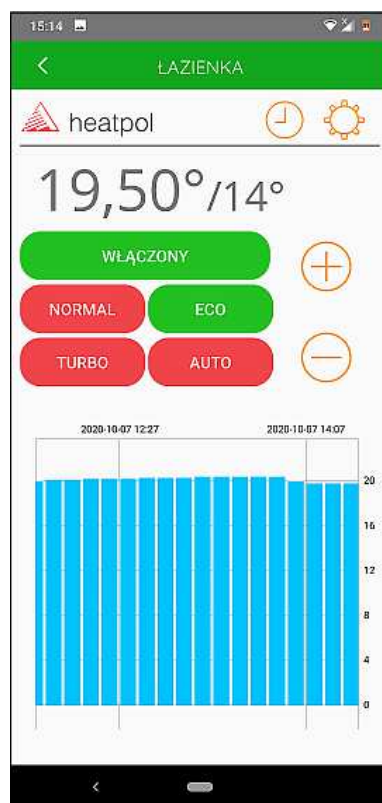 15:14
ŁAZIENKA
heatpol
19,50°/14°
WŁĄCZONY
NORMAL ECO
TURBO AUTO
2020-10-07 12:27 2020-10-07 14:07
20
16
12
8
4
0